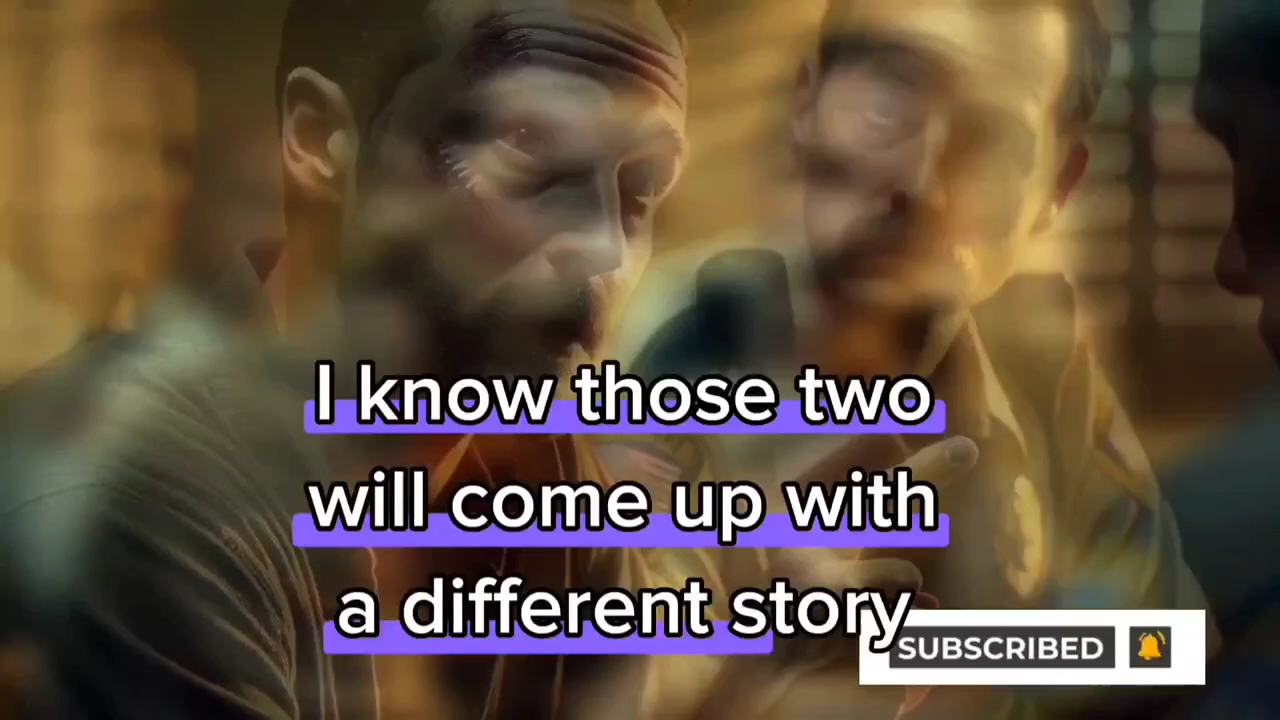 I know those two
will come up with
a different story
SUBSCRIBED